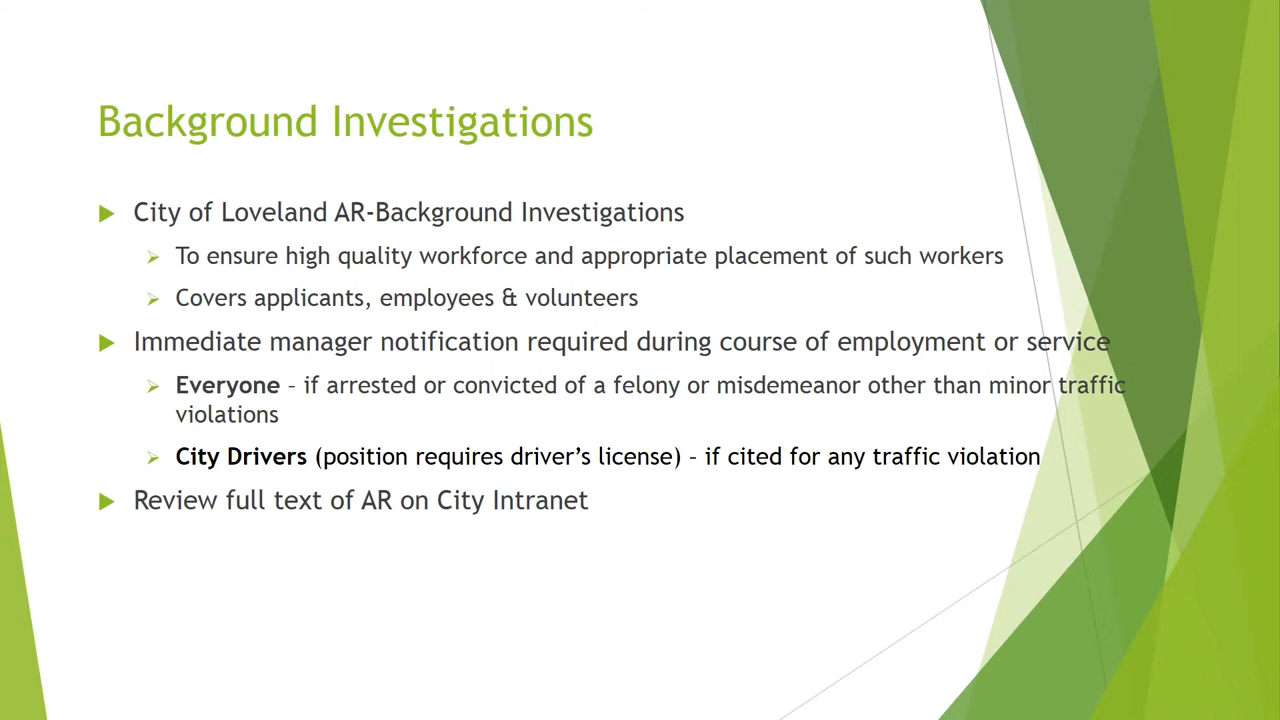 Background Investigations
City of Loveland AR-Background Investigations
To ensure high quality workforce and appropriate placement of such workers
Covers applicants, employees & volunteers
Immediate manager notification required during course of employment or service
Everyone – if arrested or convicted of a felony or misdemeanor other than minor traffic
violations
City Drivers (position requires driver’s license) – if cited for any traffic violation
Review full text of AR on City Intranet